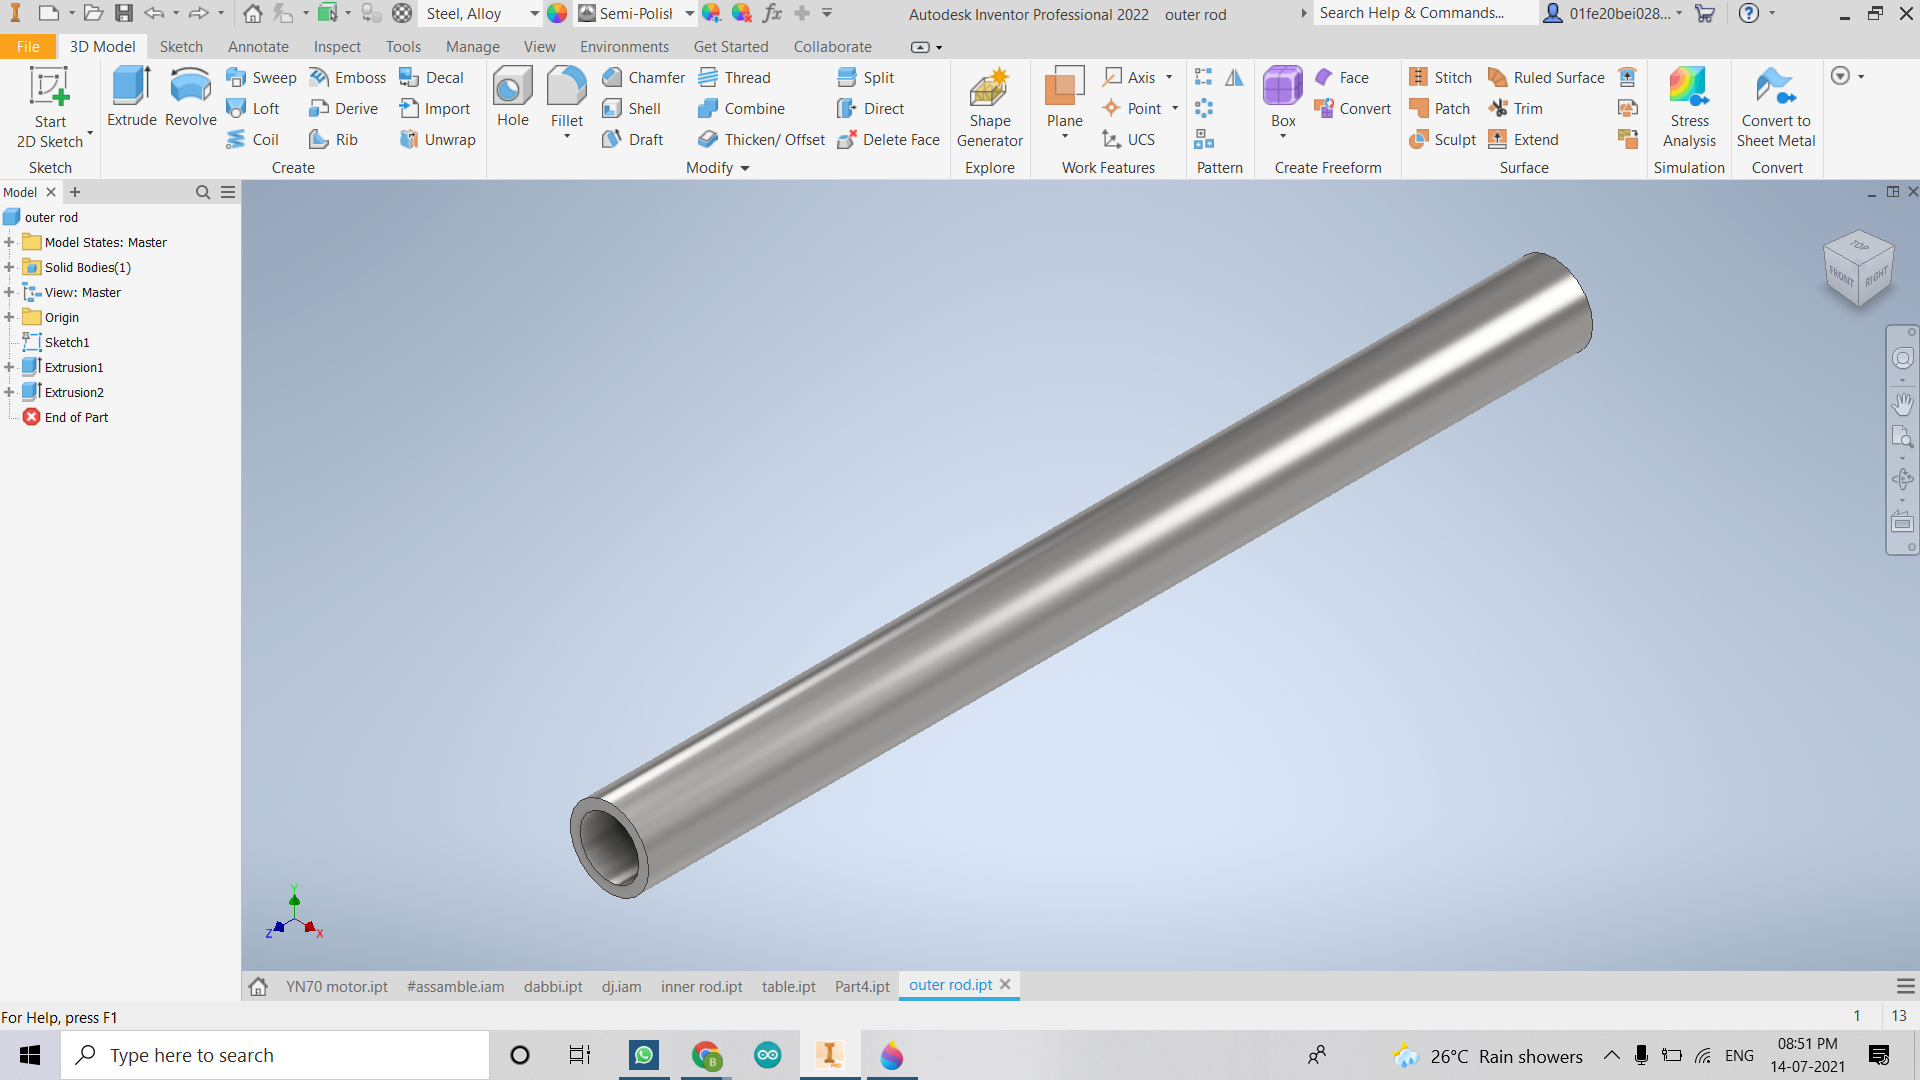 Steel, Alloy Semi-Polish fx Autodesk Inventor Professional 2022 outer rod Search Help & Commands... 01fe20bei028... ?
File 3D Model Sketch Annotate Inspect Tools Manage View Environments Get Started Collaborate
Start 2D Sketch
Sketch
Extrude Revolve
Sweep Emboss Decal
Loft Derive Import
Coil Rib Unwrap
Create
Hole Fillet
Chamfer Thread Split
Shell Combine Direct
Draft Thicken/ Offset Delete Face
Modify
Shape Generator
Explore
Plane
Axis
Point
UCS
Work Features
Pattern
Box
Face
Convert
Create Freeform
Stitch Ruled Surface
Patch Trim
Sculpt Extend
Surface
Stress Analysis
Simulation
Convert to Sheet Metal
Convert
Model
outer rod
Model States: Master
Solid Bodies(1)
View: Master
Origin
Sketch1
Extrusion1
Extrusion2
End of Part
TOP
FRONT RIGHT
Y
Z X
YN70 motor.ipt #assamble.iam dabbi.ipt dj.iam inner rod.ipt table.ipt Part4.ipt outer rod.ipt
For Help, press F1 1 13
Type here to search
B
I
PRO
26°C Rain showers ENG
08:51 PM
14-07-2021